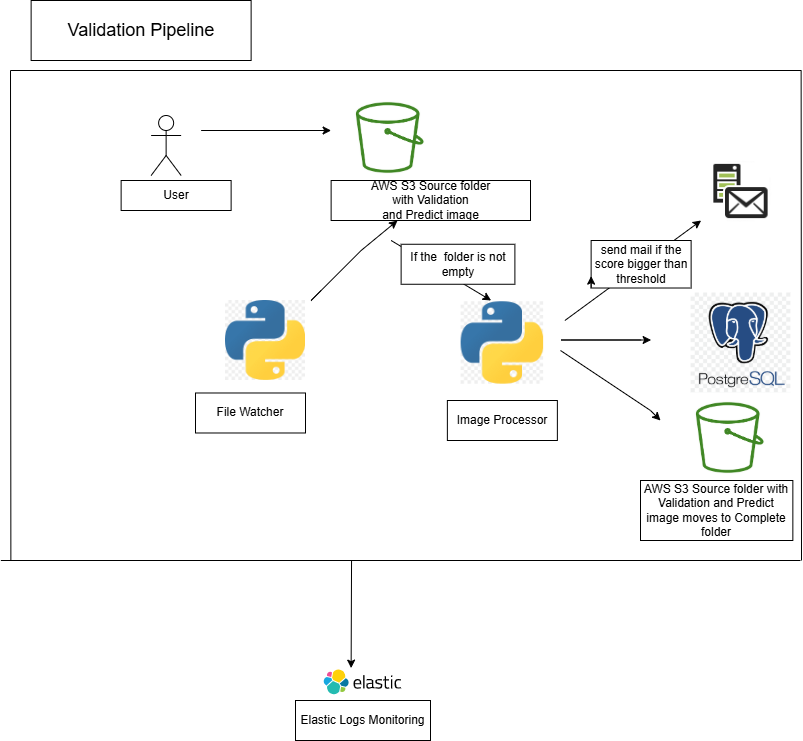 Validation Pipeline
User
AWS S3 Source folder
with Validation
and Predict image
If the folder is not
empty
send mail if the
score bigger than
threshold
File Watcher
Image Processor
PostgreSQL
AWS S3 Source folder with
Validation and Predict
image moves to Complete
folder
elastic
Elastic Logs Monitoring